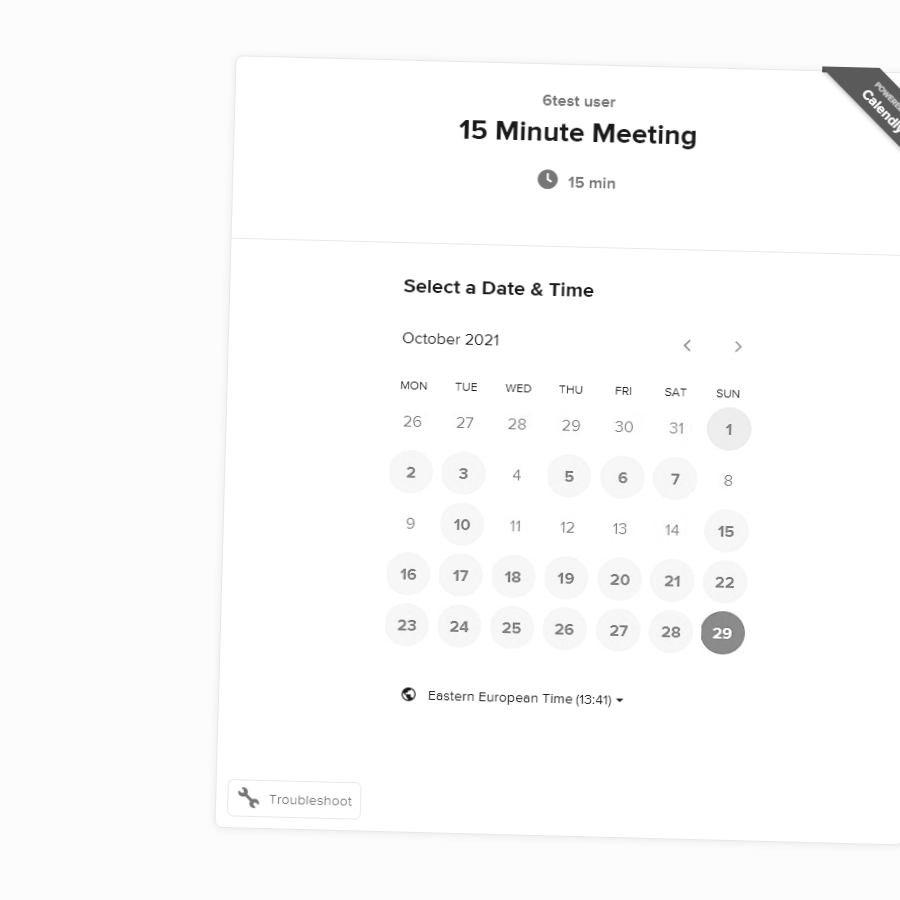 6test user
15 Minute Meeting
15 min
Calendly
Select a Date & Time
October 2021
MON TUE WED THU FRI SAT SUN
26 27 28 29 30 31 1
2 3 4 5 6 7 8
9 10 11 12 13 14 15
16 17 18 19 20 21 22
23 24 25 26 27 28 29
Eastern European Time (13:41)
Troubleshoot